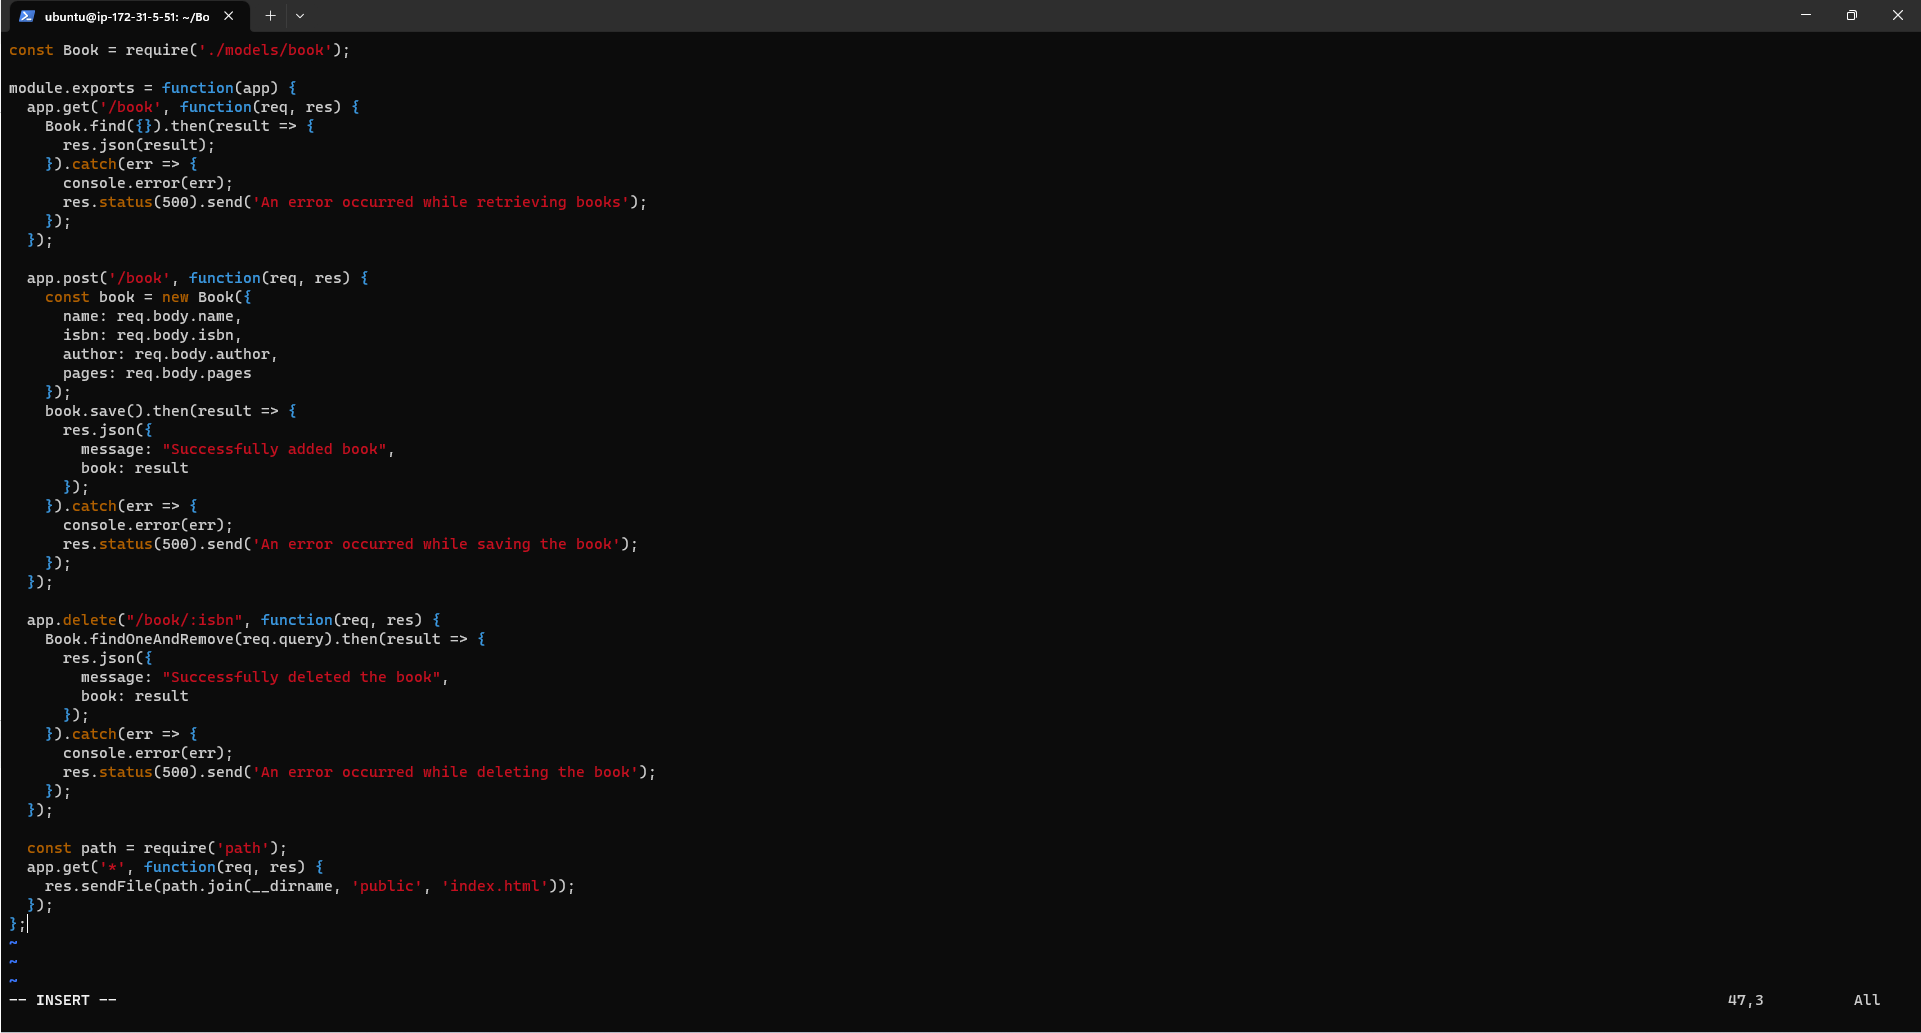 ubuntu@ip-172-31-5-51: ~/Bo
const Book = require('./models/book');

module.exports = function(app) {
  app.get('/book', function(req, res) {
    Book.find({}).then(result => {
      res.json(result);
    }).catch(err => {
      console.error(err);
      res.status(500).send('An error occurred while retrieving books');
    });
  });

  app.post('/book', function(req, res) {
    const book = new Book({
      name: req.body.name,
      isbn: req.body.isbn,
      author: req.body.author,
      pages: req.body.pages
    });
    book.save().then(result => {
      res.json({
        message: "Successfully added book",
        book: result
      });
    }).catch(err => {
      console.error(err);
      res.status(500).send('An error occurred while saving the book');
    });
  });

  app.delete("/book/:isbn", function(req, res) {
    Book.findOneAndRemove(req.query).then(result => {
      res.json({
        message: "Successfully deleted the book",
        book: result
      });
    }).catch(err => {
      console.error(err);
      res.status(500).send('An error occurred while deleting the book');
    });
  });

  const path = require('path');
  app.get('*', function(req, res) {
    res.sendFile(path.join(__dirname, 'public', 'index.html'));
  });
};
~
~
~
-- INSERT -- 47,3 All